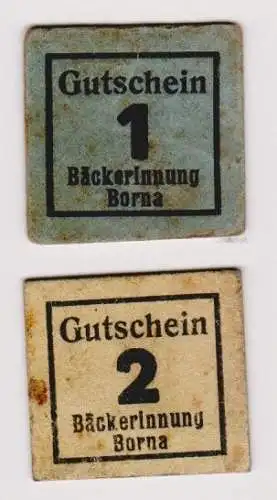 Gutschein
1
Bäckerinnung
Borna
Gutschein
2
Bäckerinnung
Borna